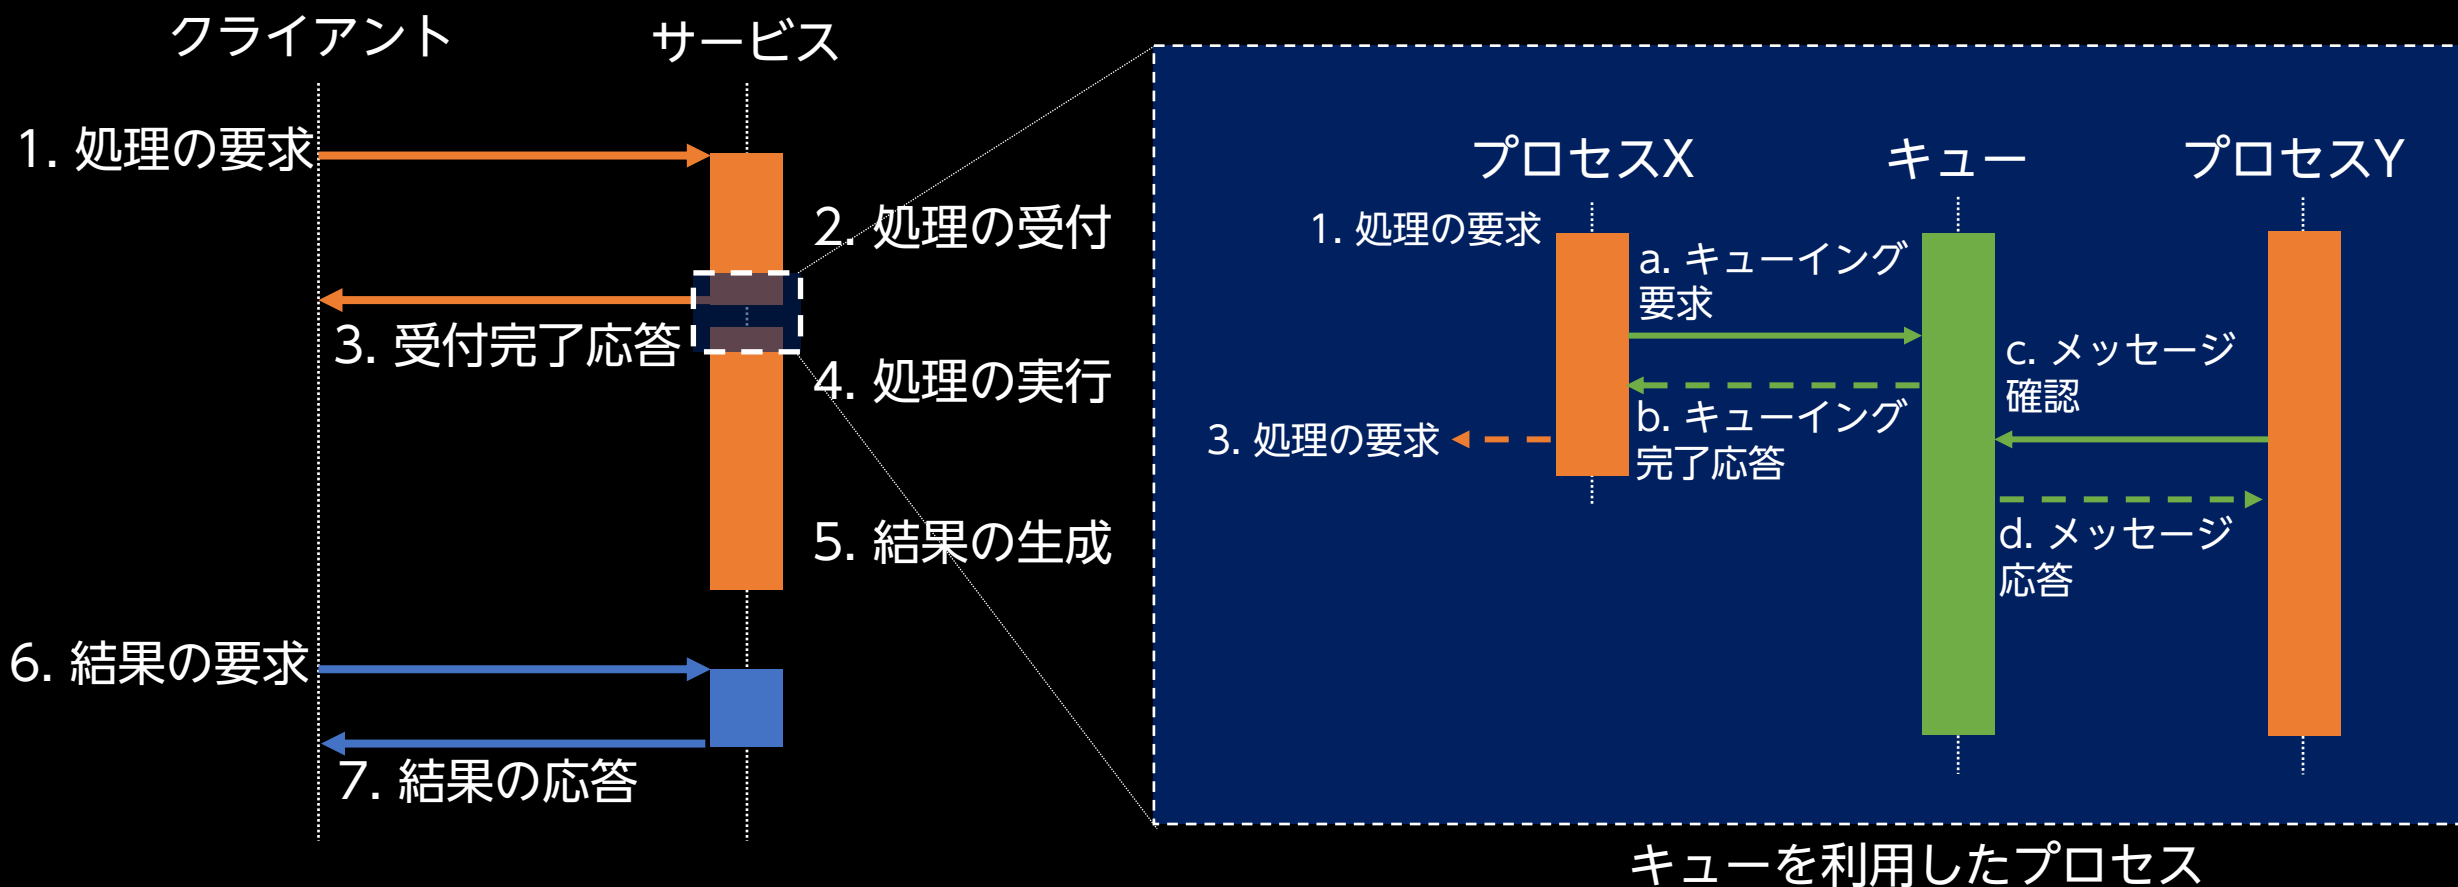 クライアント
サービス
1. 処理の要求
2. 処理の受付
3. 受付完了応答
4. 処理の実行
5. 結果の生成
6. 結果の要求
7. 結果の応答
プロセスX
キュー
プロセスY
1. 処理の要求
a. キューイング
要求
c. メッセージ
確認
b. キューイング
完了応答
3. 処理の要求
d. メッセージ
応答
キューを利用したプロセス